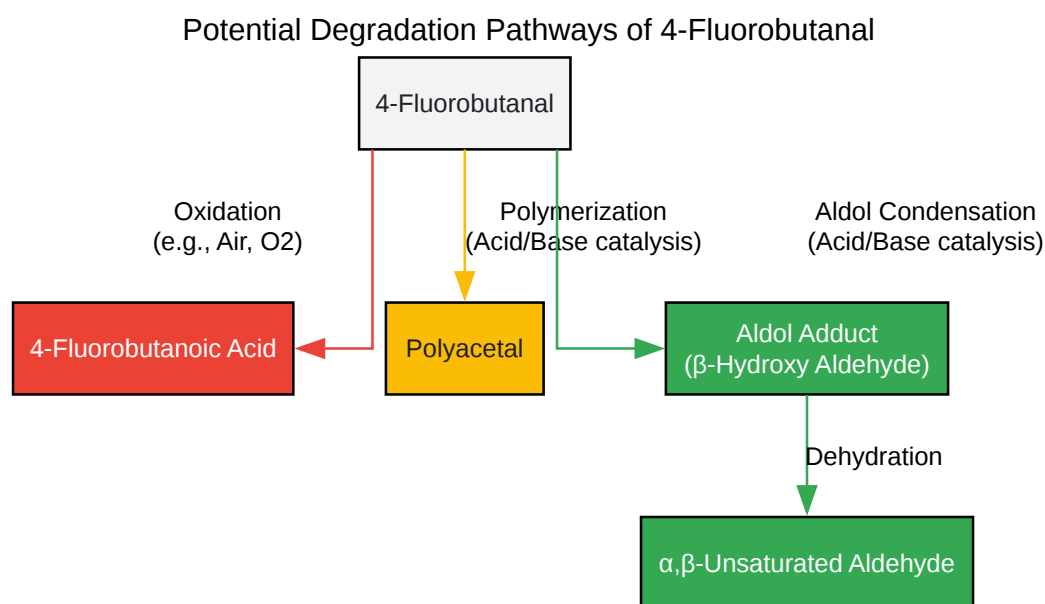 Potential Degradation Pathways of 4-Fluorobutanal
4-Fluorobutanal
Oxidation
(e.g., Air, O2)
Polymerization
(Acid/Base catalysis)
Aldol Condensation
(Acid/Base catalysis)
4-Fluorobutanoic Acid
Polyacetal
Aldol Adduct
(β-Hydroxy Aldehyde)
Dehydration
α,β-Unsaturated Aldehyde